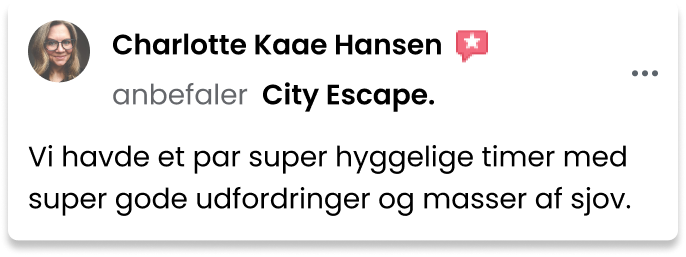 Charlotte Kaae Hansen
anbefaler City Escape.
Vi havde et par super hyggelige timer med
super gode udfordringer og masser af sjov.